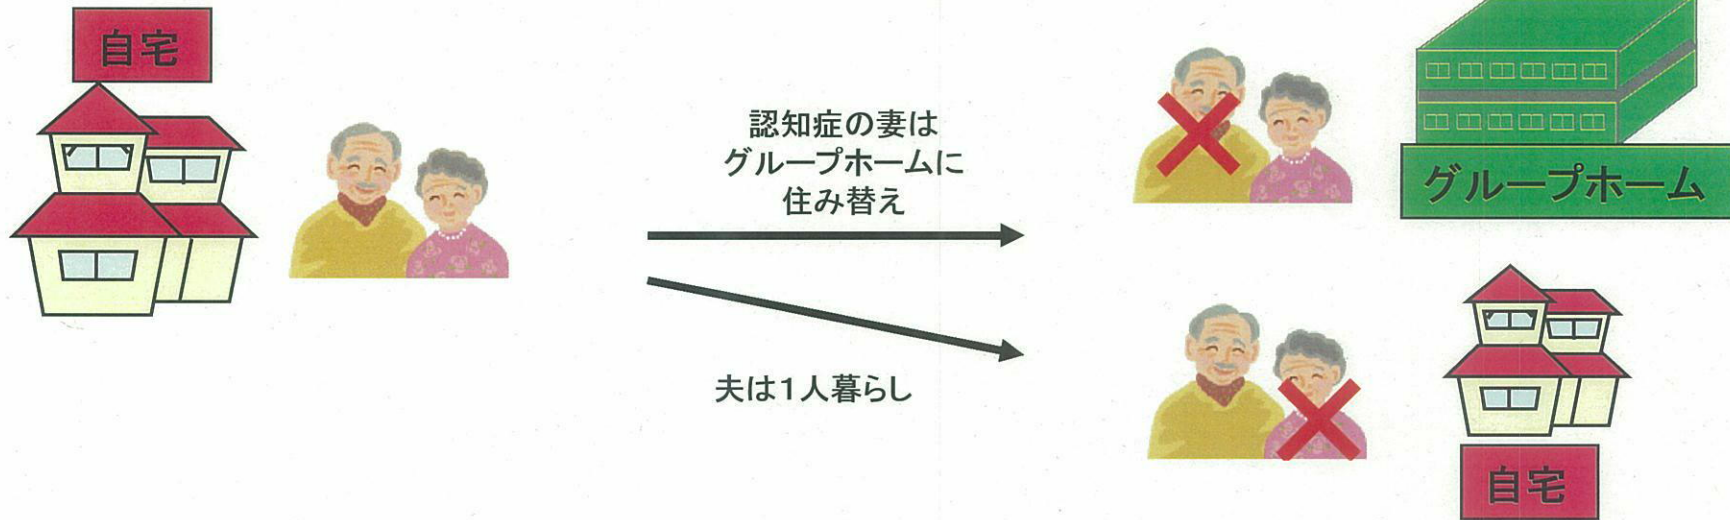 自宅
認知症の妻は
グループホームに
住み替え
夫は1人暮らし
グループホーム
自宅